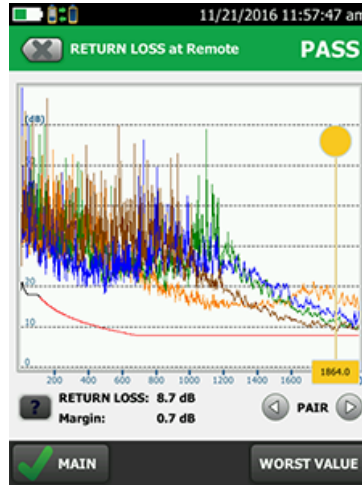 11/21/2016 11:57:47 am
RETURN LOSS at Remote
PASS
(dB)
20
10
0
200 400 600 800 1000 1200 1400 1600
1864.0
?
RETURN LOSS: 8.7 dB
Margin: 0.7 dB
PAIR
MAIN
WORST VALUE